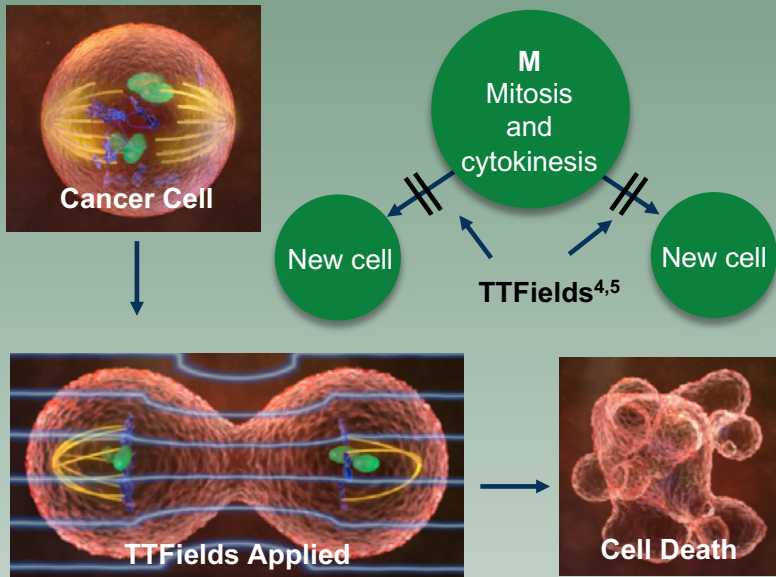 M
Mitosis
and
cytokinesis
Cancer Cell
New cell
New cell
TTFields4,5
TTFields Applied
Cell Death